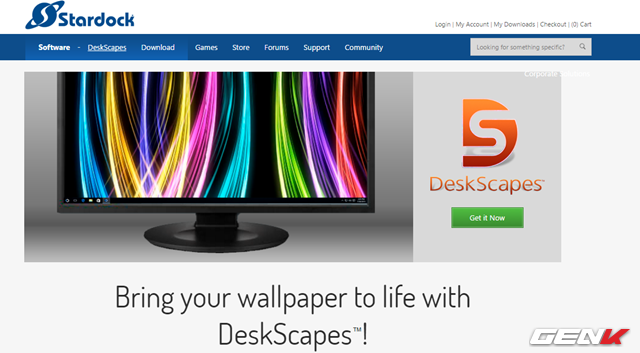 Stardock
Login | My Account | My Downloads | Checkout | (0) Cart
Software - DeskScapes Download Games Store Forums Support Community
Looking for something specific?
Corporate
DS
DeskScapes™
Get it Now
Bring your wallpaper to life with
DeskScapes™!
GENK